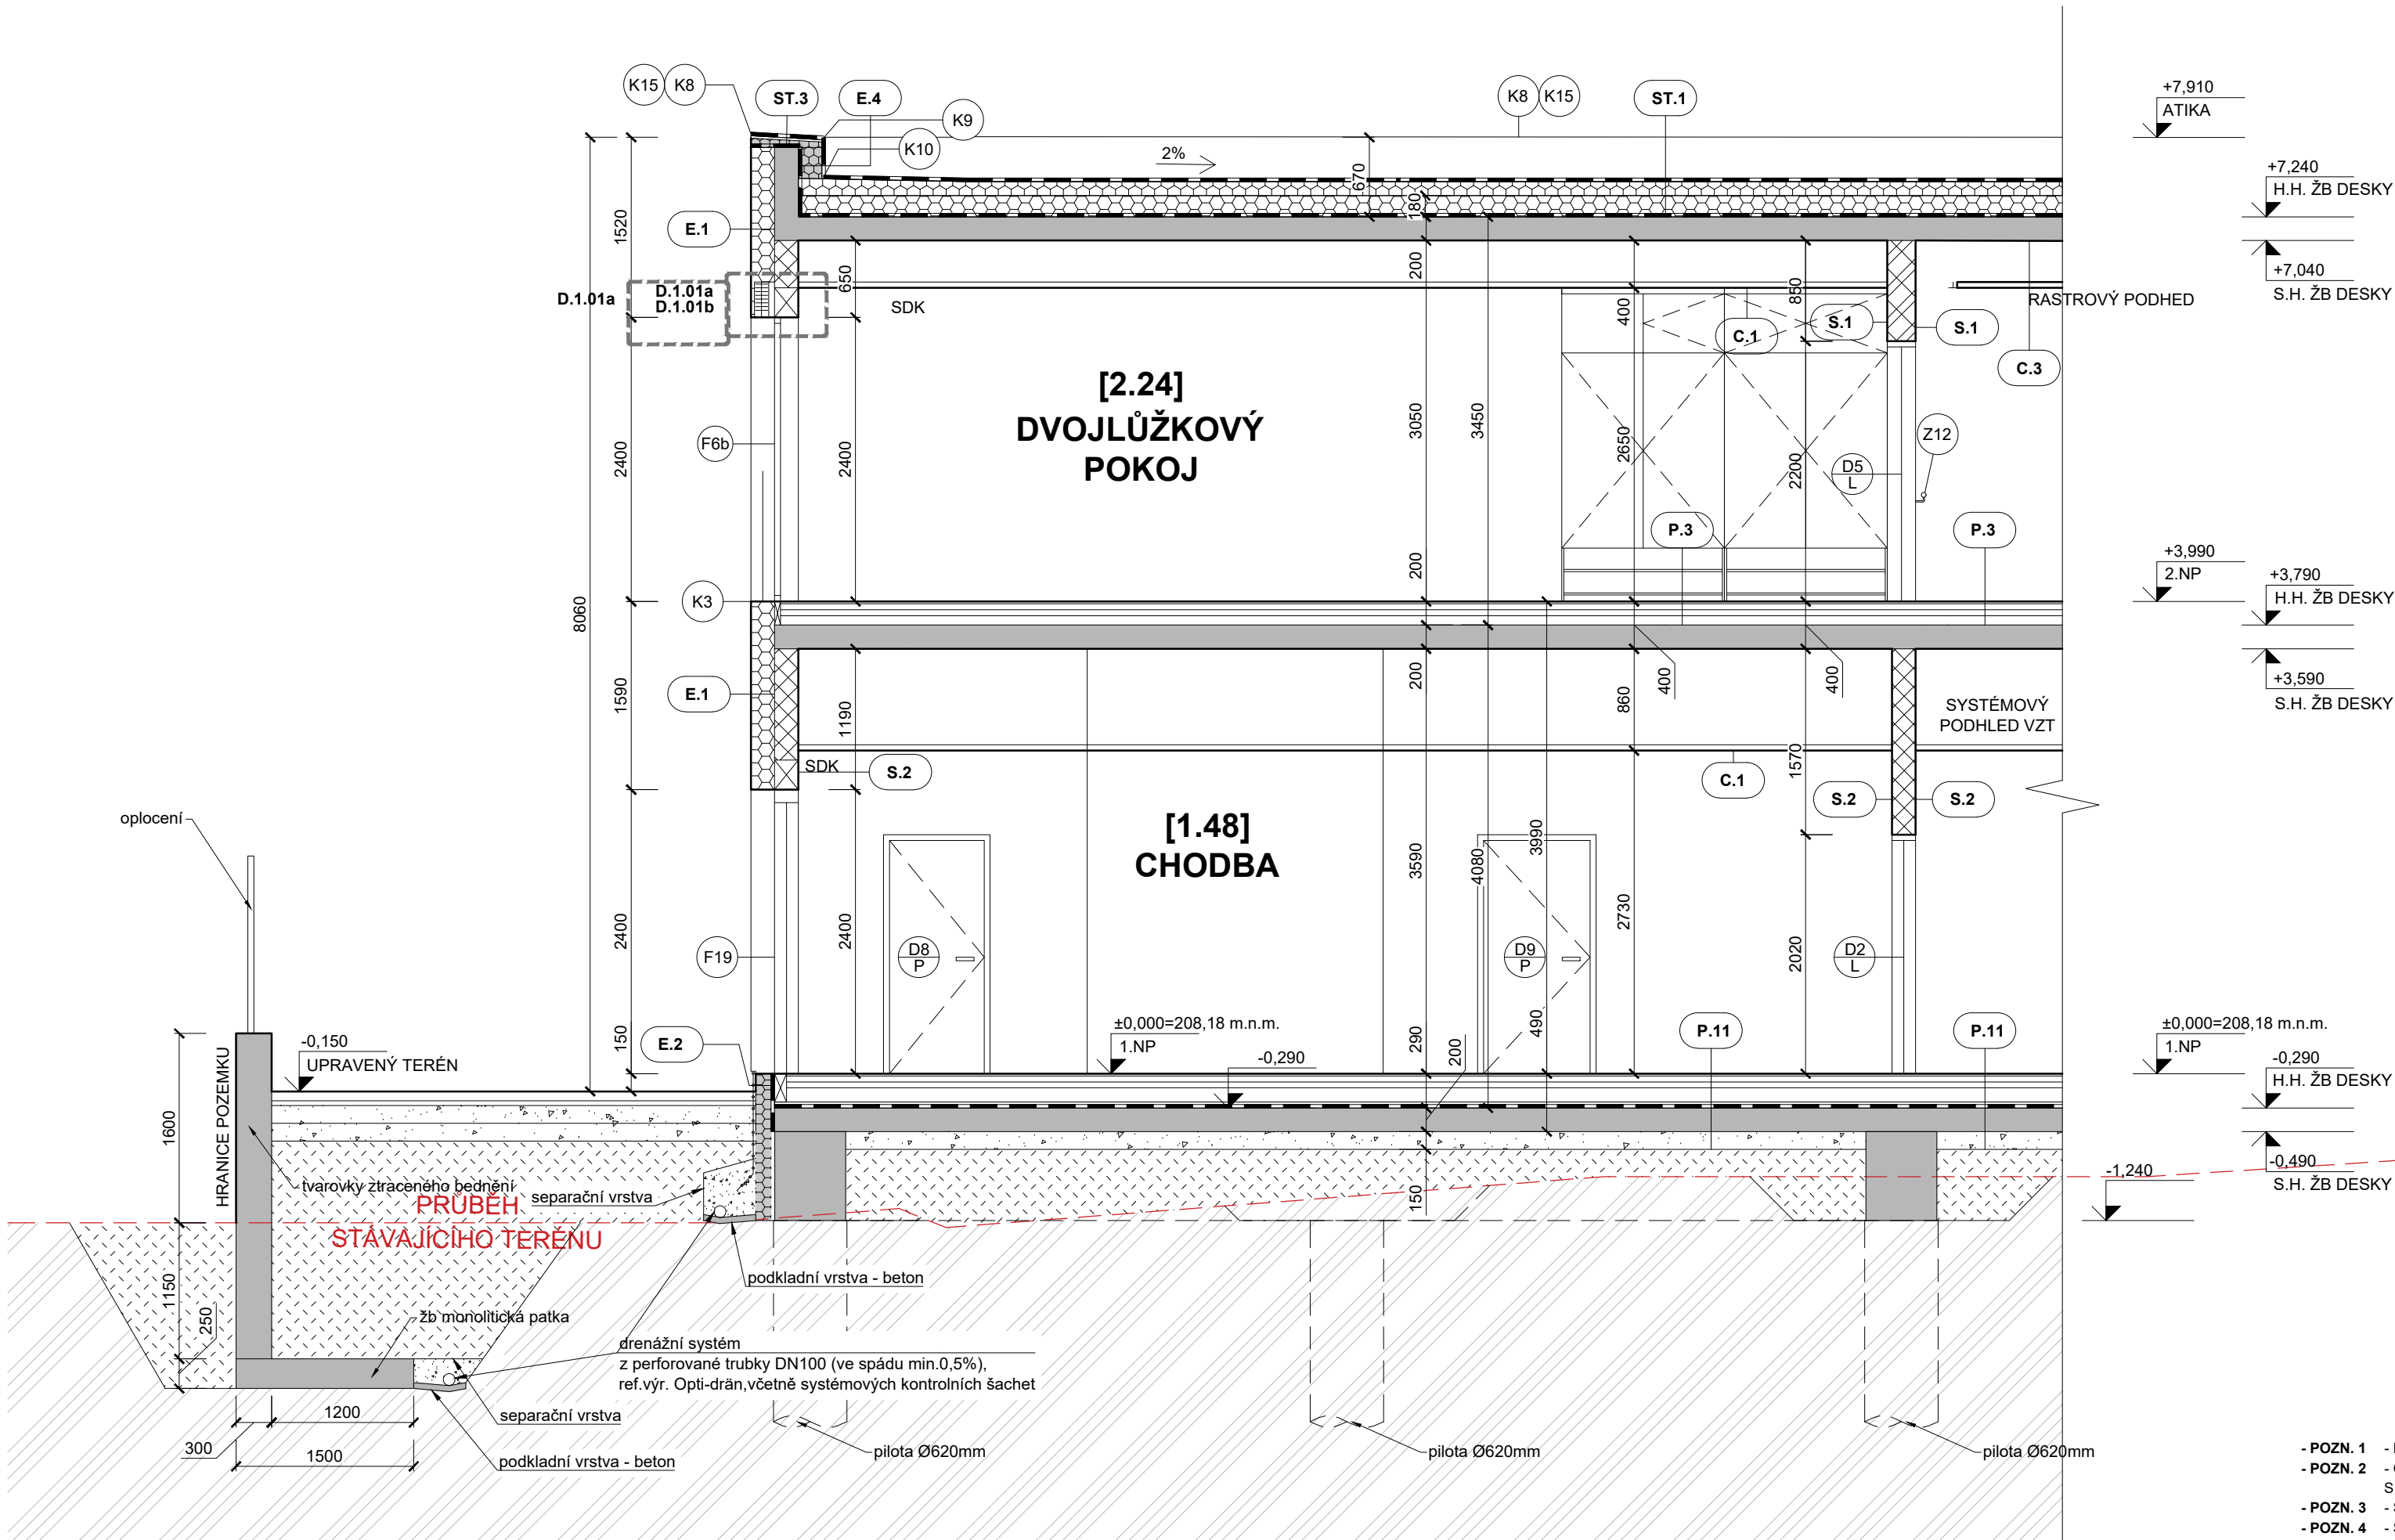 K15
K8
ST.3
E.4
K9
K10
K8
K15
ST.1
+7,910
ATIKA
2%
670
180
+7,240
H.H. ŽB DESKY
1520
E.1
650
200
+7,040
S.H. ŽB DESKY
D.1.01a
D.1.01a
D.1.01b
SDK
400
850
C.1
S.1
S.1
RASTROVÝ PODHED
C.3
[2.24]
DVOJLŮŽKOVÝ
POKOJ
8060
2400
F6b
2400
3050
3450
2650
2200
D5
L
Z12
200
P.3
P.3
+3,990
2.NP
+3,790
H.H. ŽB DESKY
K3
1590
E.1
1190
200
860
400
400
+3,590
S.H. ŽB DESKY
SYSTÉMOVÝ
PODHLED VZT
SDK
S.2
C.1
1570
S.2
S.2
oplocení
[1.48]
CHODBA
2400
F19
2400
D8
P
3590
4080
3990
D9
P
2730
2020
D2
L
150
E.2
±0,000=208,18 m.n.m.
1.NP
-0,290
290
200
490
P.11
P.11
±0,000=208,18 m.n.m.
1.NP
-0,290
H.H. ŽB DESKY
-0,150
UPRAVENÝ TERÉN
HRANICE POZEMKU
1600
tvarovky ztraceného bednění
separační vrstva
PRŮBĚH
STÁVAJÍCÍHO TERÉNU
150
-1,240
-0,490
S.H. ŽB DESKY
1150
250
podkladní vrstva - beton
žb monolitická patka
drenážní systém
z perforované trubky DN100 (ve spádu min.0,5%),
ref.výr. Opti-drän,včetně systémových kontrolních šachet
1200
separační vrstva
300
1500
podkladní vrstva - beton
pilota Ø620mm
pilota Ø620mm
pilota Ø620mm
- POZN. 1 -
- POZN. 2 -
S
- POZN. 3 -
- POZN. 4 -